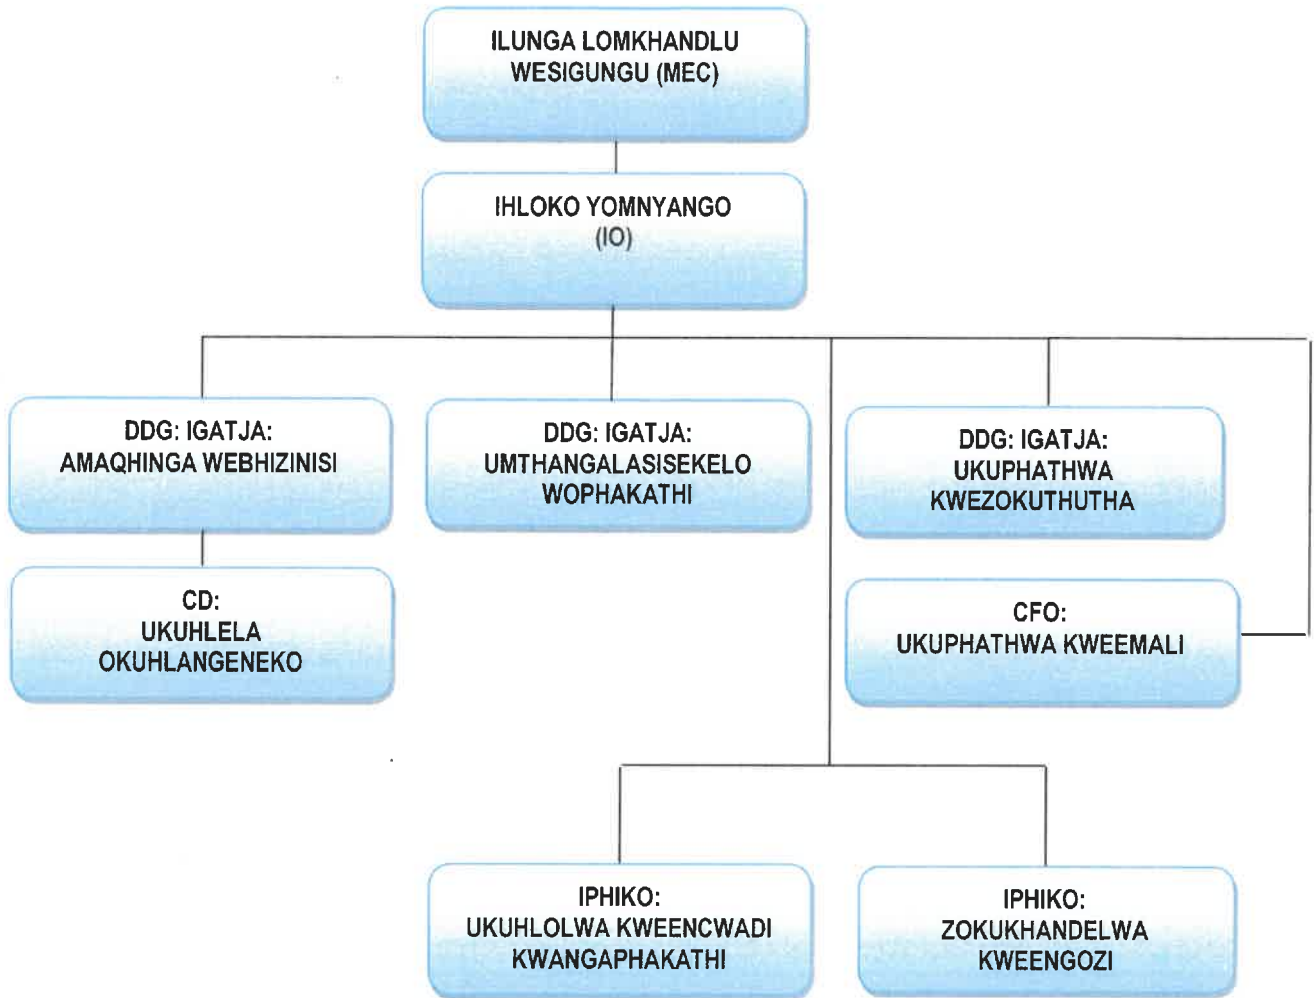 ILUNGA LOMKHANDLU
WESIGUNGU (MEC)
IHLOKO YOMNYANGO
(IO)
DDG: IGATJA:
AMAQHINGA WEBHIZINISI
DDG: IGATJA:
UMTHANGALASISEKELO
WOPHAKATHI
DDG: IGATJA:
UKUPHATHWA
KWEZOKUTHUTHA
CD:
UKUHLELA
OKUHLANGENEKO
CFO:
UKUPHATHWA KWEEMALI
IPHIKO:
UKUHLOLWA KWEENCWADI
KWANGAPHAKATHI
IPHIKO:
ZOKUKHANDELWA
KWEENGOZI